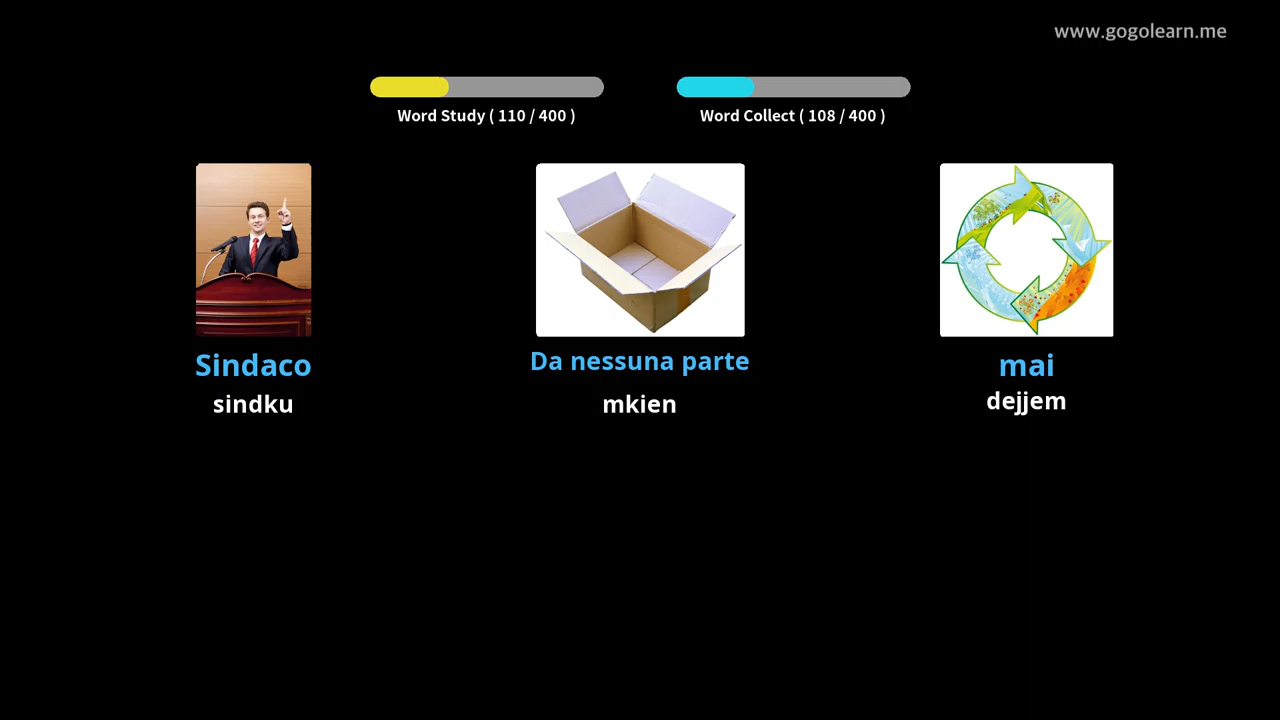 www.gogolearn.me
Word Study ( 110 / 400 )
Word Collect ( 108 / 400 )
Sindaco
Da nessuna parte
mai
sindku
mkien
dejjem